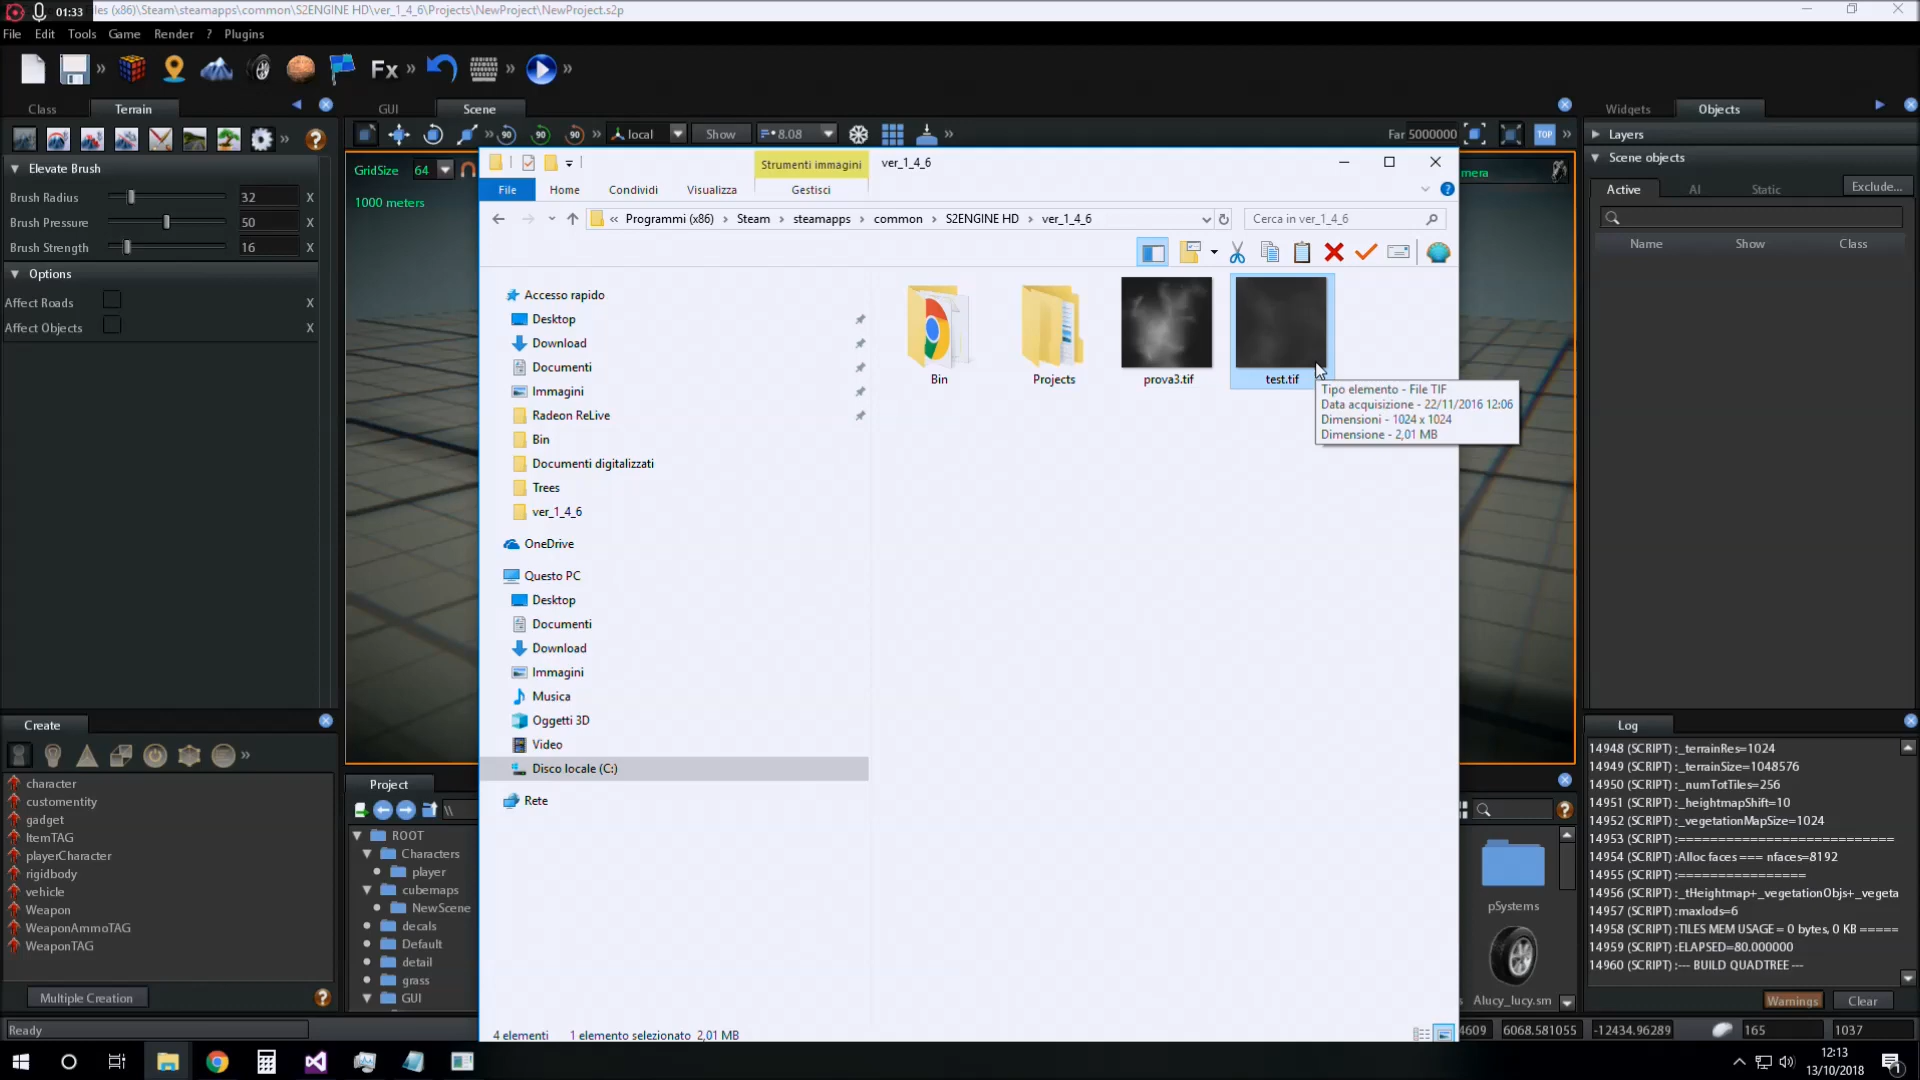 01:33
les (x86)\Steam\steamapps\common\S2ENGINE HD\ver_1_4_6\Projects\NewProject\NewProject.s2p
File Edit Tools Game Render ? Plugins
Fx
Class Terrain GUI Scene Widgets Objects
90 90 90 local Show 8.08 Far 5000000 TOP
Elevate Brush
Brush Radius 32 X
Brush Pressure 50 X
Brush Strength 16 X
Options
Affect Roads X
Affect Objects X
GridSize 64
1000 meters
mera
Strumenti immagini ver_1_4_6
File Home Condividi Visualizza Gestisci
« Programmi (x86) › Steam › steamapps › common › S2ENGINE HD › ver_1_4_6
Cerca in ver_1_4_6
Accesso rapido
Desktop
Download
Documenti
Immagini
Radeon ReLive
Bin
Documenti digitalizzati
Trees
ver_1_4_6
OneDrive
Questo PC
Desktop
Documenti
Download
Immagini
Musica
Oggetti 3D
Video
Disco locale (C:)
Rete
Bin Projects prova3.tif test.tif
Tipo elemento - File TIF
Data acquisizione - 22/11/2016 12:06
Dimensioni - 1024 x 1024
Dimensione - 2,01 MB
4 elementi 1 elemento selezionato 2,01 MB
Layers
Scene objects
Active AI Static Exclude...
Name Show Class
Create
character
customentity
gadget
ItemTAG
playerCharacter
rigidbody
vehicle
Weapon
WeaponAmmoTAG
WeaponTAG
Multiple Creation
Ready
Project
\\
ROOT
Characters
player
cubemaps
NewScene
decals
Default
detail
grass
GUI
pSystems
Alucy_lucy.sm
Log
14948 (SCRIPT) :_terrainRes=1024
14949 (SCRIPT) :_terrainSize=1048576
14950 (SCRIPT) :_numTotTiles=256
14951 (SCRIPT) :_heightmapShift=10
14952 (SCRIPT) :_vegetationMapSize=1024
14953 (SCRIPT) :===========================
14954 (SCRIPT) :Alloc faces === nfaces=8192
14955 (SCRIPT) :================
14956 (SCRIPT) :_tHeightmap+_vegetationObjs+_vegeta
14957 (SCRIPT) :maxlods=6
14958 (SCRIPT) :TILES MEM USAGE = 0 bytes, 0 KB =====
14959 (SCRIPT) :ELAPSED=80.000000
14960 (SCRIPT) :--- BUILD QUADTREE ---
Warnings Clear
4609 6068.581055 -12434.96289 165 1037
12:13
13/10/2018
1